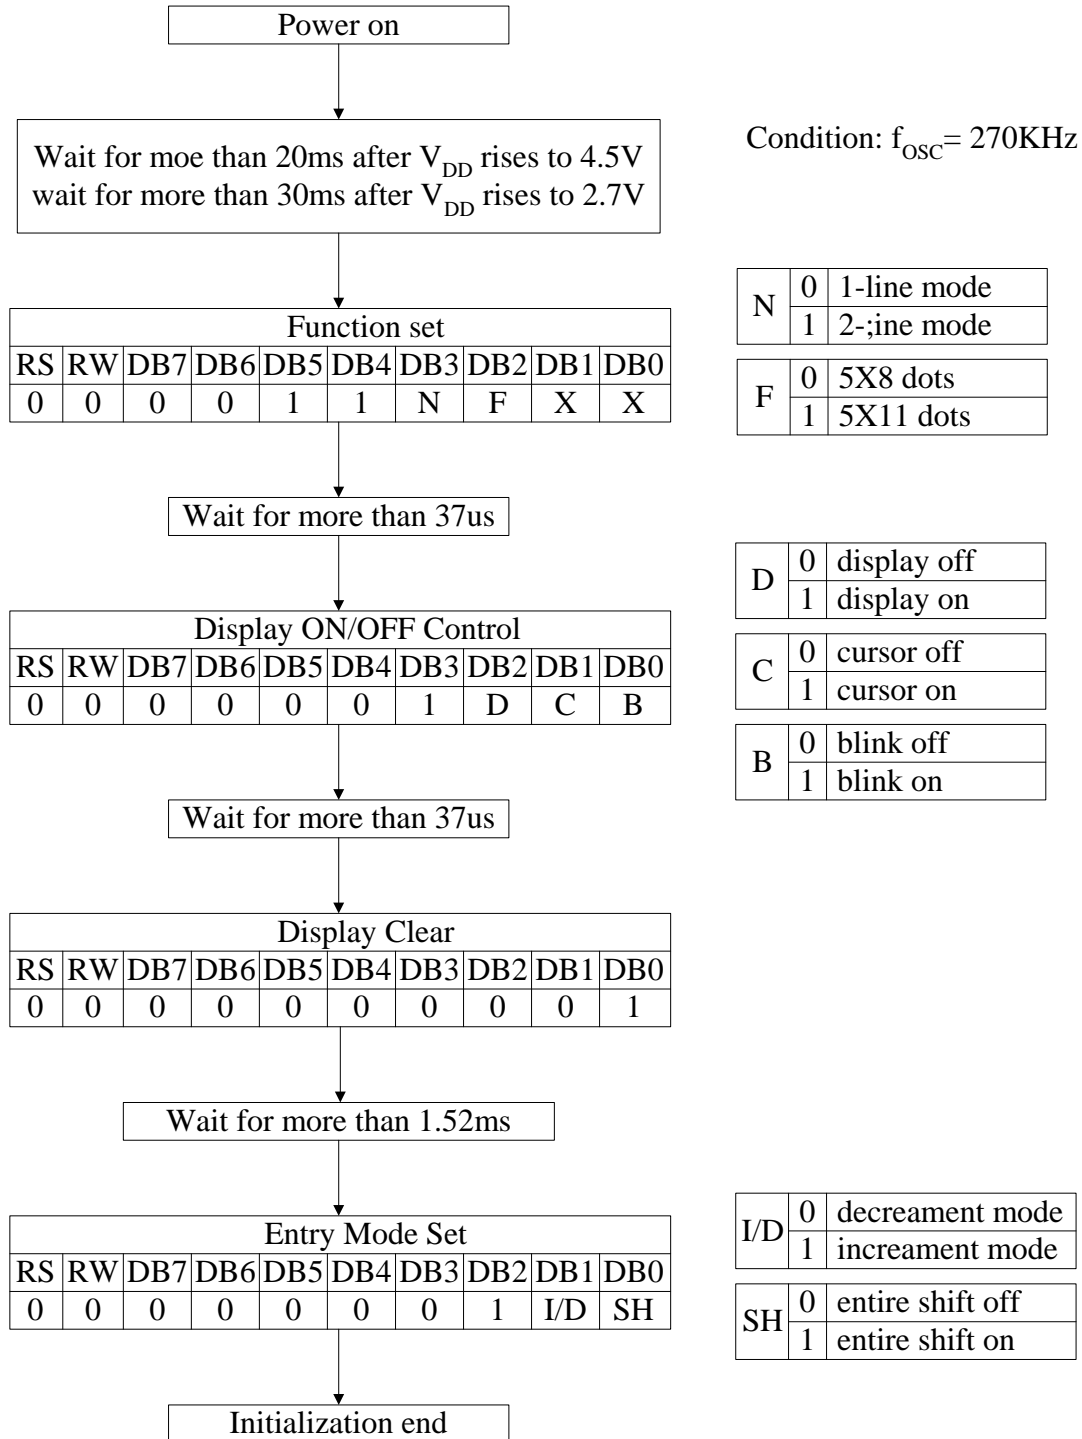 Power on
Wait for moe than 20ms after VDD rises to 4.5V
wait for more than 30ms after VDD rises to 2.7V
Condition: fOSC= 270KHz
Function set
RS RW DB7 DB6 DB5 DB4 DB3 DB2 DB1 DB0
0 0 0 0 1 1 N F X X
N 0 1-line mode
1 2-;ine mode
F 0 5X8 dots
1 5X11 dots
Wait for more than 37us
Display ON/OFF Control
RS RW DB7 DB6 DB5 DB4 DB3 DB2 DB1 DB0
0 0 0 0 0 0 1 D C B
D 0 display off
1 display on
C 0 cursor off
1 cursor on
B 0 blink off
1 blink on
Wait for more than 37us
Display Clear
RS RW DB7 DB6 DB5 DB4 DB3 DB2 DB1 DB0
0 0 0 0 0 0 0 0 0 1
Wait for more than 1.52ms
Entry Mode Set
RS RW DB7 DB6 DB5 DB4 DB3 DB2 DB1 DB0
0 0 0 0 0 0 0 1 I/D SH
I/D 0 decreament mode
1 increament mode
SH 0 entire shift off
1 entire shift on
Initialization end